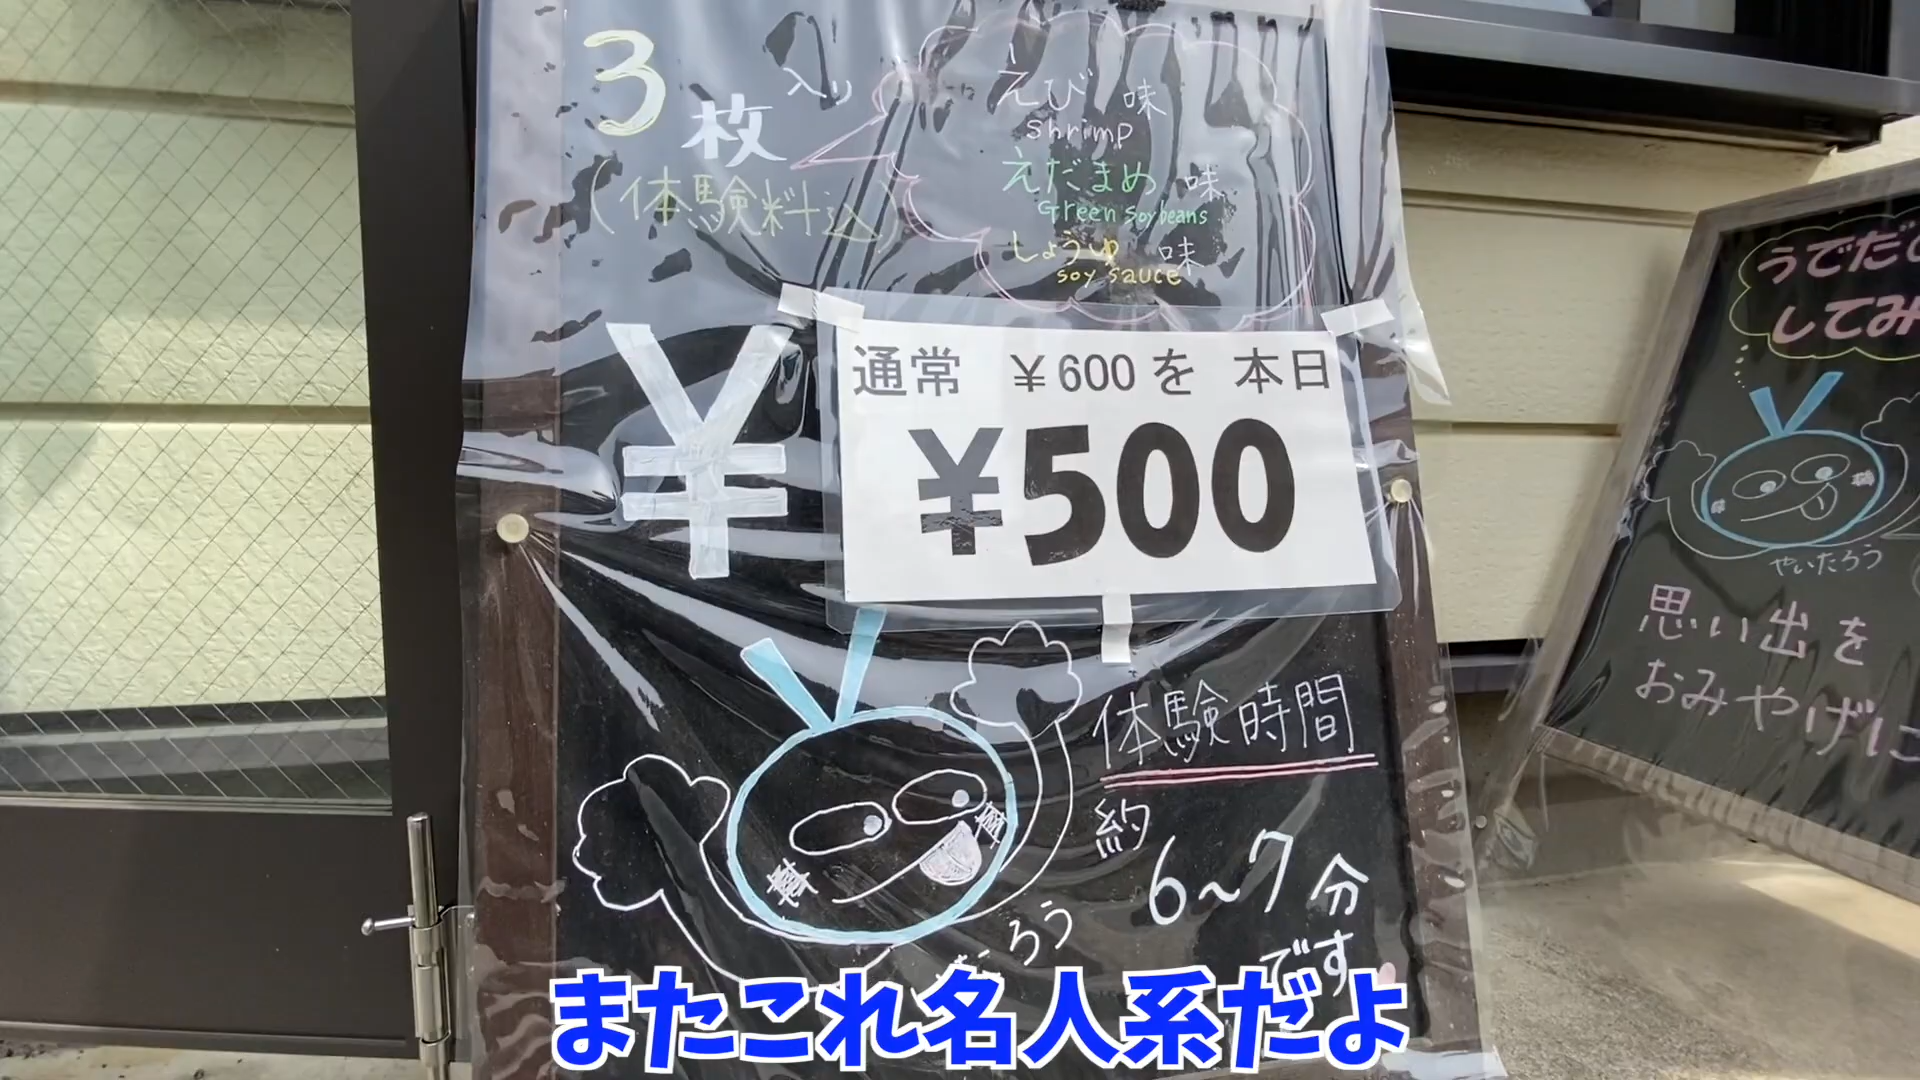 3枚入り
(体験料込)
えび 味
shrimp
えだまめ 味
Green soybeans
しょうゆ 味
soy sauce
¥
通常 ¥600を 本日
¥500
体験時間
約
6~7分
です
ろう
うでだ
してみ
やいたろう
思い出を
おみやげに
またこれ名人系だよ